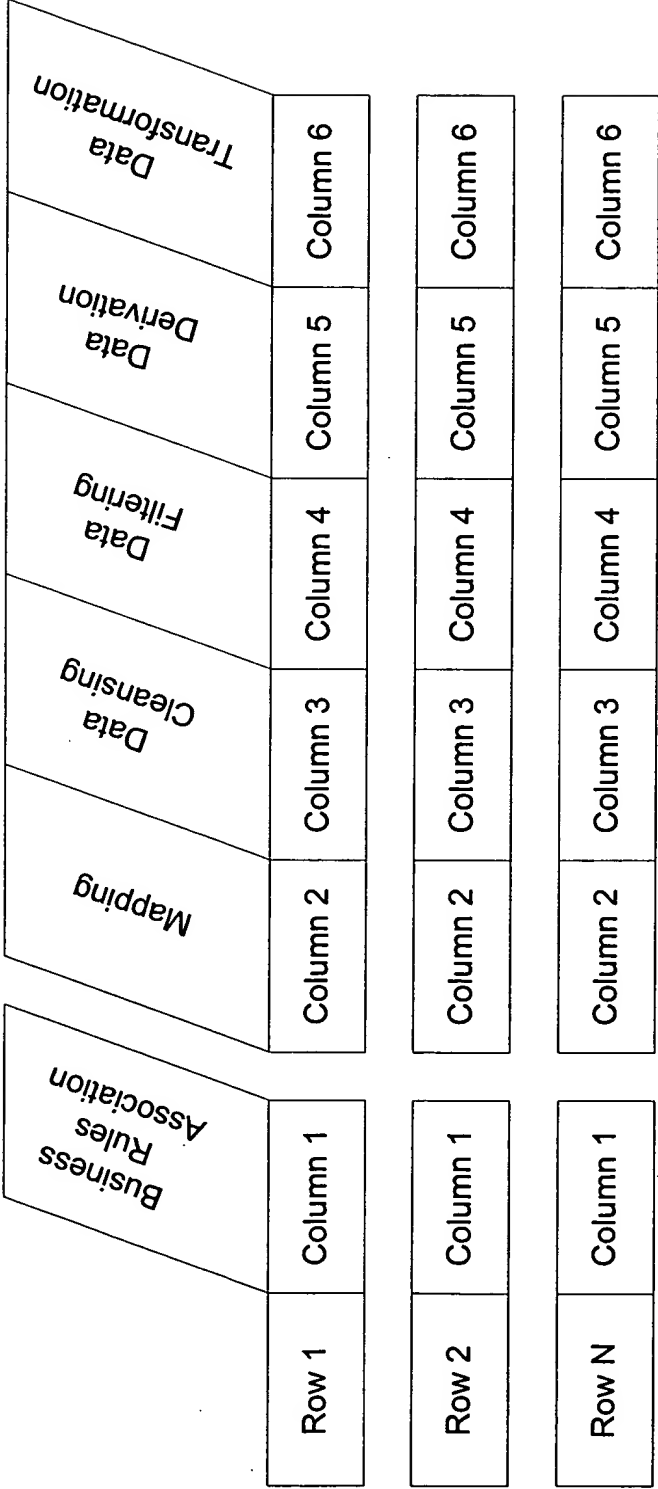 Business
Rules
Association
Mapping
Data
Cleansing
Data
Filtering
Data
Derivation
Data
Transformation
Row 1
Column 1
Column 2
Column 3
Column 4
Column 5
Column 6
Row 2
Column 1
Column 2
Column 3
Column 4
Column 5
Column 6
Row N
Column 1
Column 2
Column 3
Column 4
Column 5
Column 6